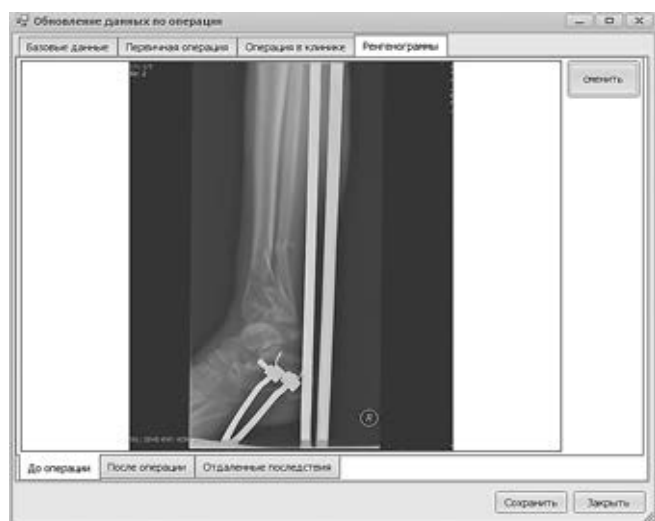 Обновление данных по операции
Базовые данные Первичная операция Операция в клинике Рентгенограммы
сменить
R
До операции После операции Отдаленные последствия
Сохранить Закрыть